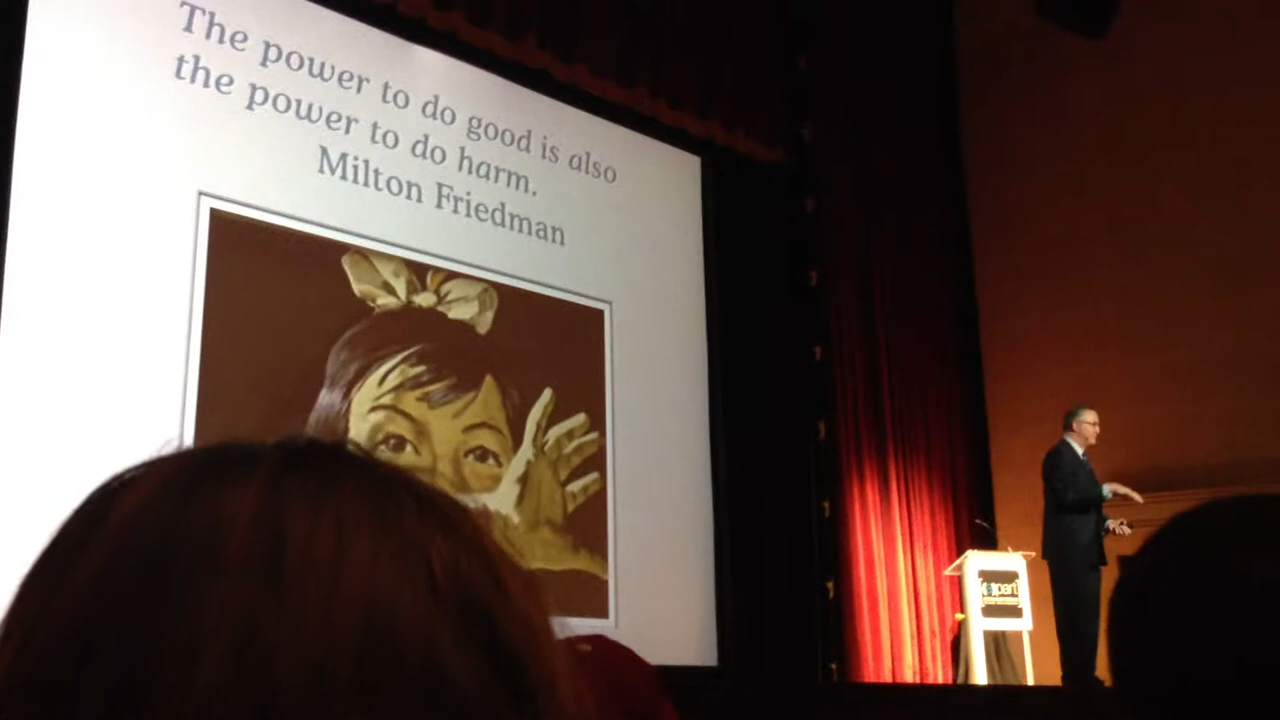 The power to do good is also
the power to do harm.
Milton Friedman